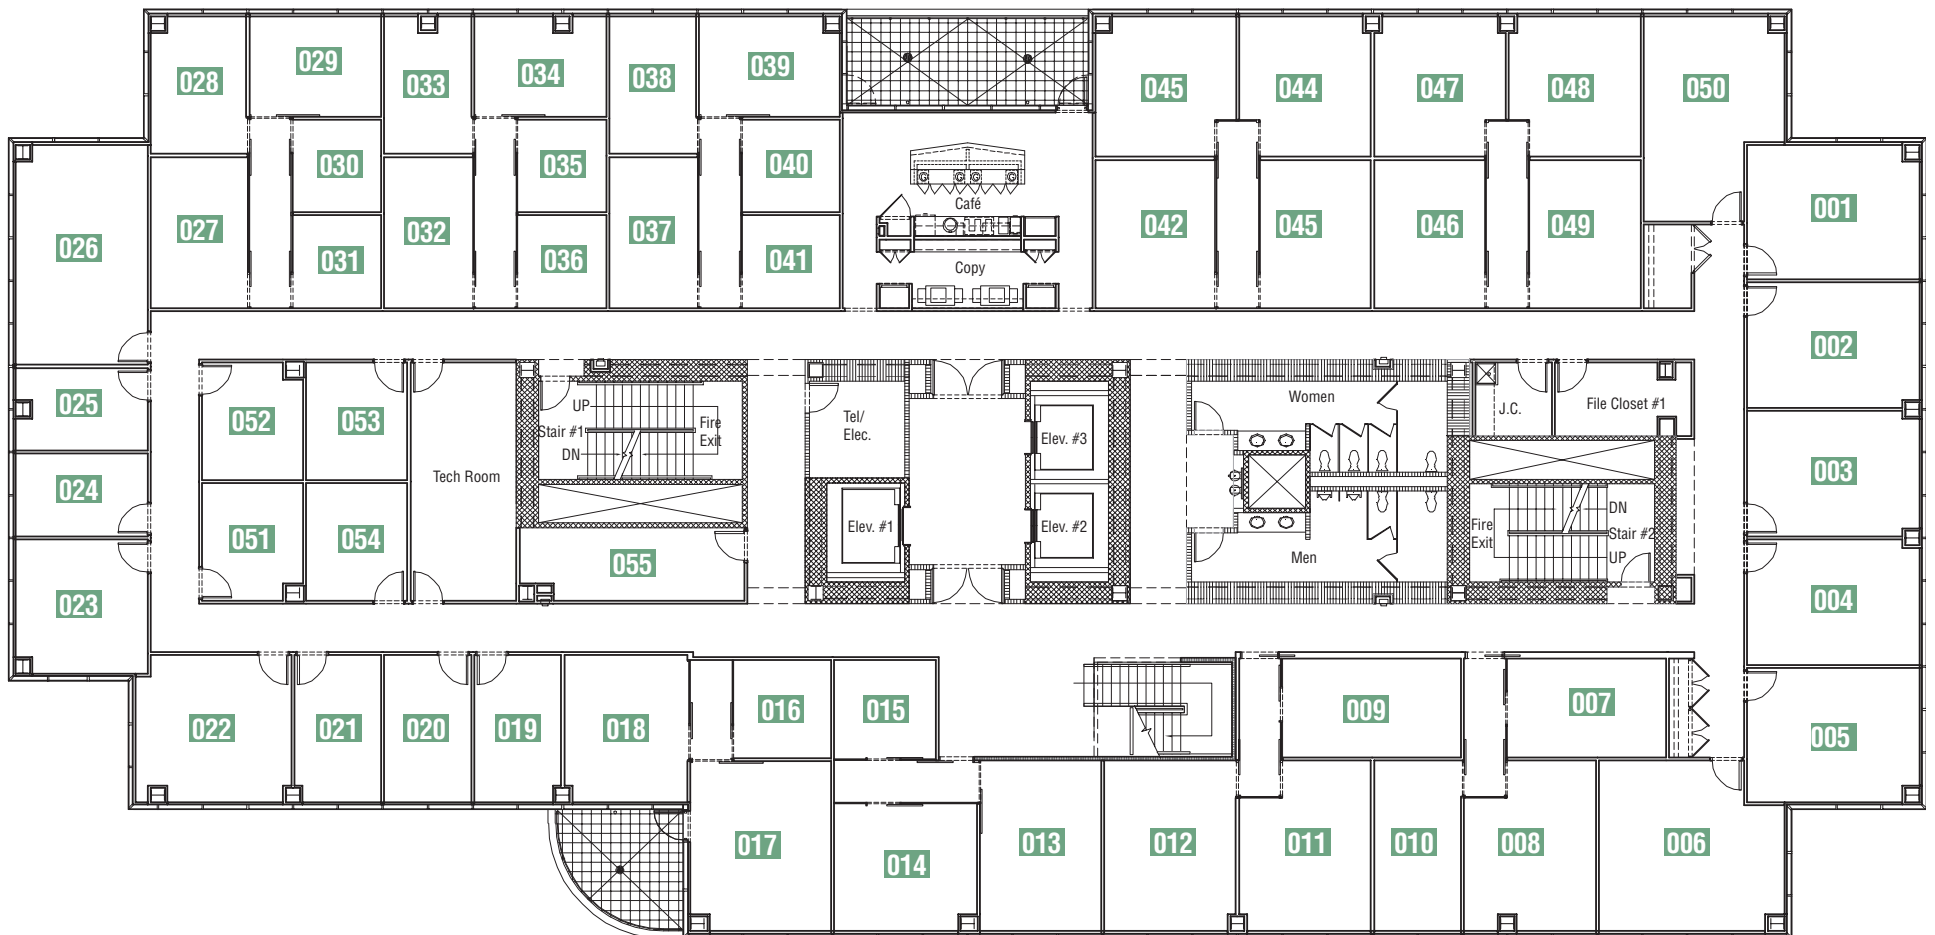 028
029
033
034
038
039
045
044
047
048
050
030
035
040
001
027
031
032
036
037
041
Café
Copy
042
045
046
049
026
002
025
052
053
UP
Stair #1
DN
Fire
Exit
Tel/
Elec.
Elev. #3
Women
J.C.
File Closet #1
003
024
Tech Room
051
054
055
Elev. #1
Elev. #2
Men
Fire
Exit
DN
Stair #2
UP
023
004
022
021
020
019
018
016
015
009
007
005
017
014
013
012
011
010
008
006
G
G
G
G